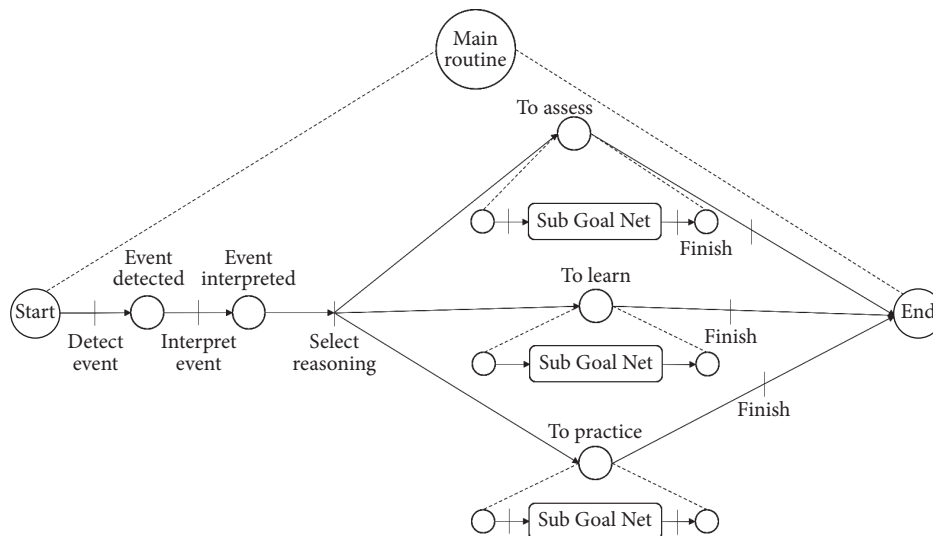 Main
routine
To assess
Sub Goal Net
Finish
Event
detected
Event
interpreted
To learn
Start
End
Detect
event
Interpret
event
Select
reasoning
Finish
Sub Goal Net
Finish
To practice
Sub Goal Net